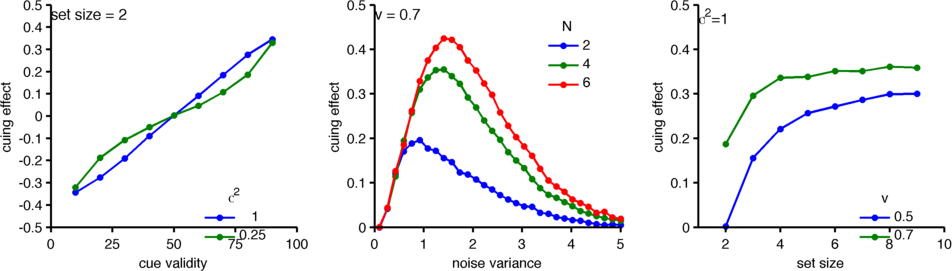 set size = 2
0.5
0.4
0.3
0.2
0.1
0
-0.1
-0.2
-0.3
-0.4
-0.5
cuing effect
0 25 50 75 100
cue validity
σ²
1
0.25
v = 0.7
0.5
0.4
0.3
0.2
0.1
0
cuing effect
0 1 2 3 4 5
noise variance
N
2
4
6
σ²=1
0.5
0.4
0.3
0.2
0.1
0
cuing effect
0 2 4 6 8 10
set size
v
0.5
0.7